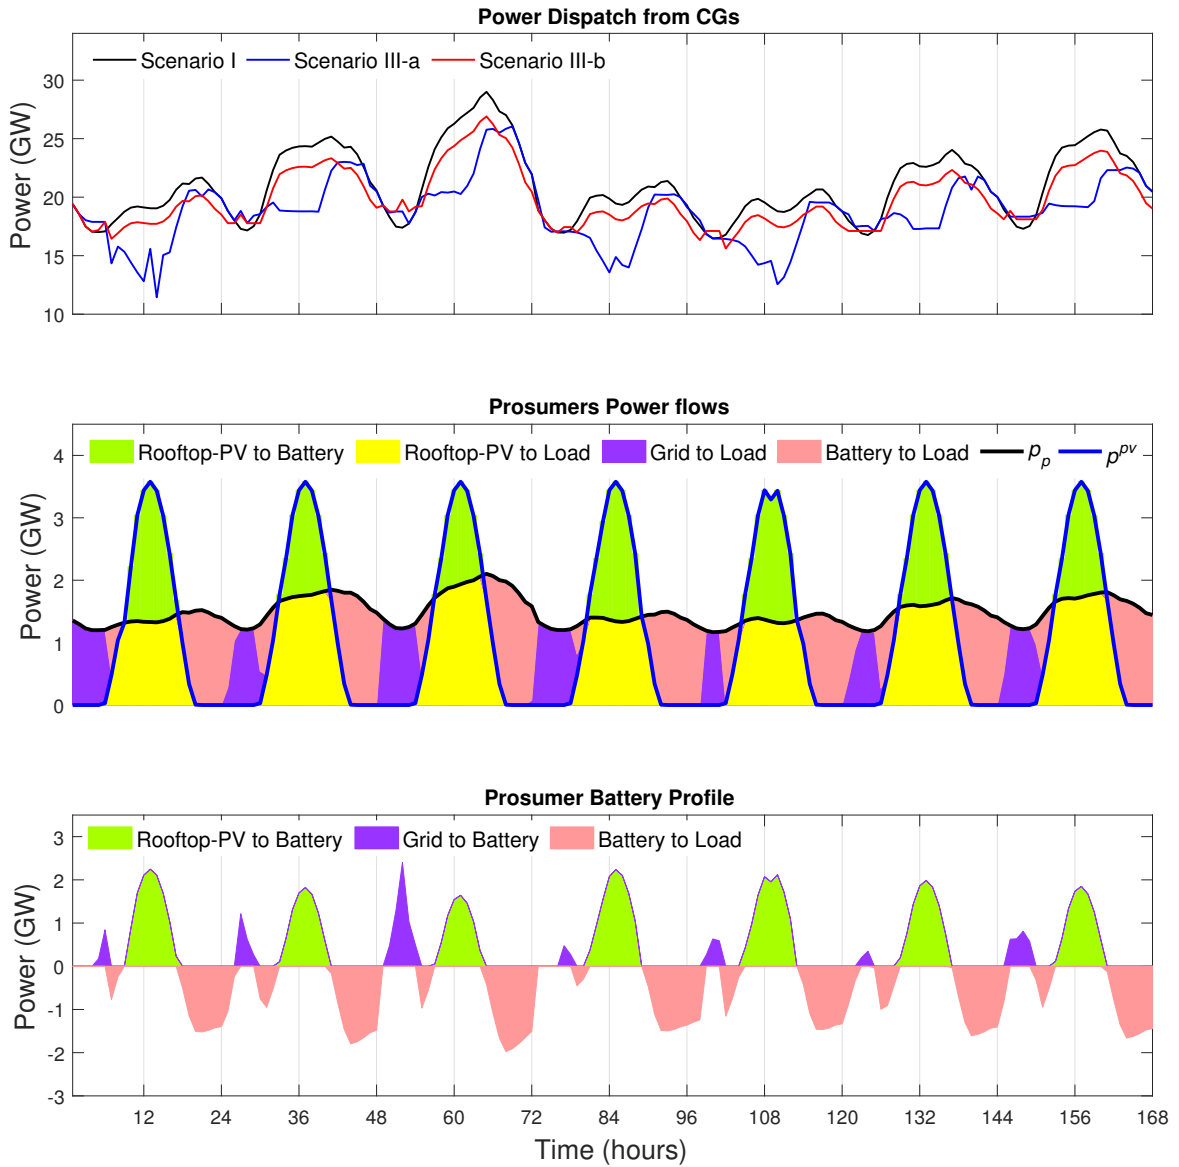 Power Dispatch from CGs
Scenario I Scenario III-a Scenario III-b
Power (GW)
30
25
20
15
10
Prosumers Power flows
Rooftop-PV to Battery Rooftop-PV to Load Grid to Load Battery to Load p_p p^pv
Power (GW)
4
3
2
1
0
Prosumer Battery Profile
Rooftop-PV to Battery Grid to Battery Battery to Load
Power (GW)
3
2
1
0
-1
-2
-3
12 24 36 48 60 72 84 96 108 120 132 144 156 168
Time (hours)